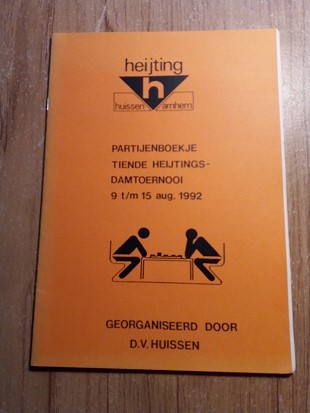 heijting
h
huissen arnhem
PARTIJENBOEKJE
TIENDE HEIJTINGS-
DAMTOERNOOI
9 t/m 15 aug. 1992
GEORGANISEERD DOOR
D.V. HUISSEN